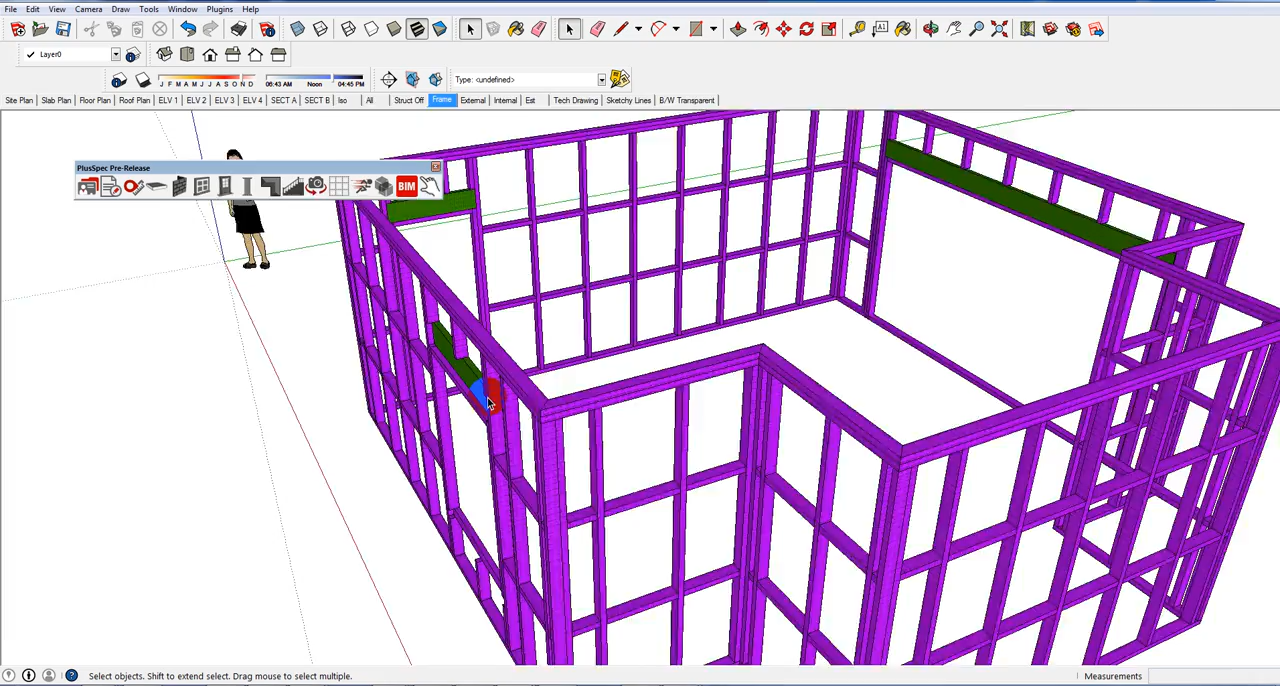 File Edit View Camera Draw Tools Window Plugins Help
A1
Layer0
J F M A M J J A S O N D 06:43 AM Noon 04:45 PM Type: <undefined>
Site Plan Slab Plan Floor Plan Roof Plan ELV 1 ELV 2 ELV 3 ELV 4 SECT A SECT B Iso All Struct Off Frame External Internal Est Tech Drawing Sketchy Lines B/W Transparent
PlusSpec Pre-Release
BIM
Select objects. Shift to extend select. Drag mouse to select multiple. Measurements